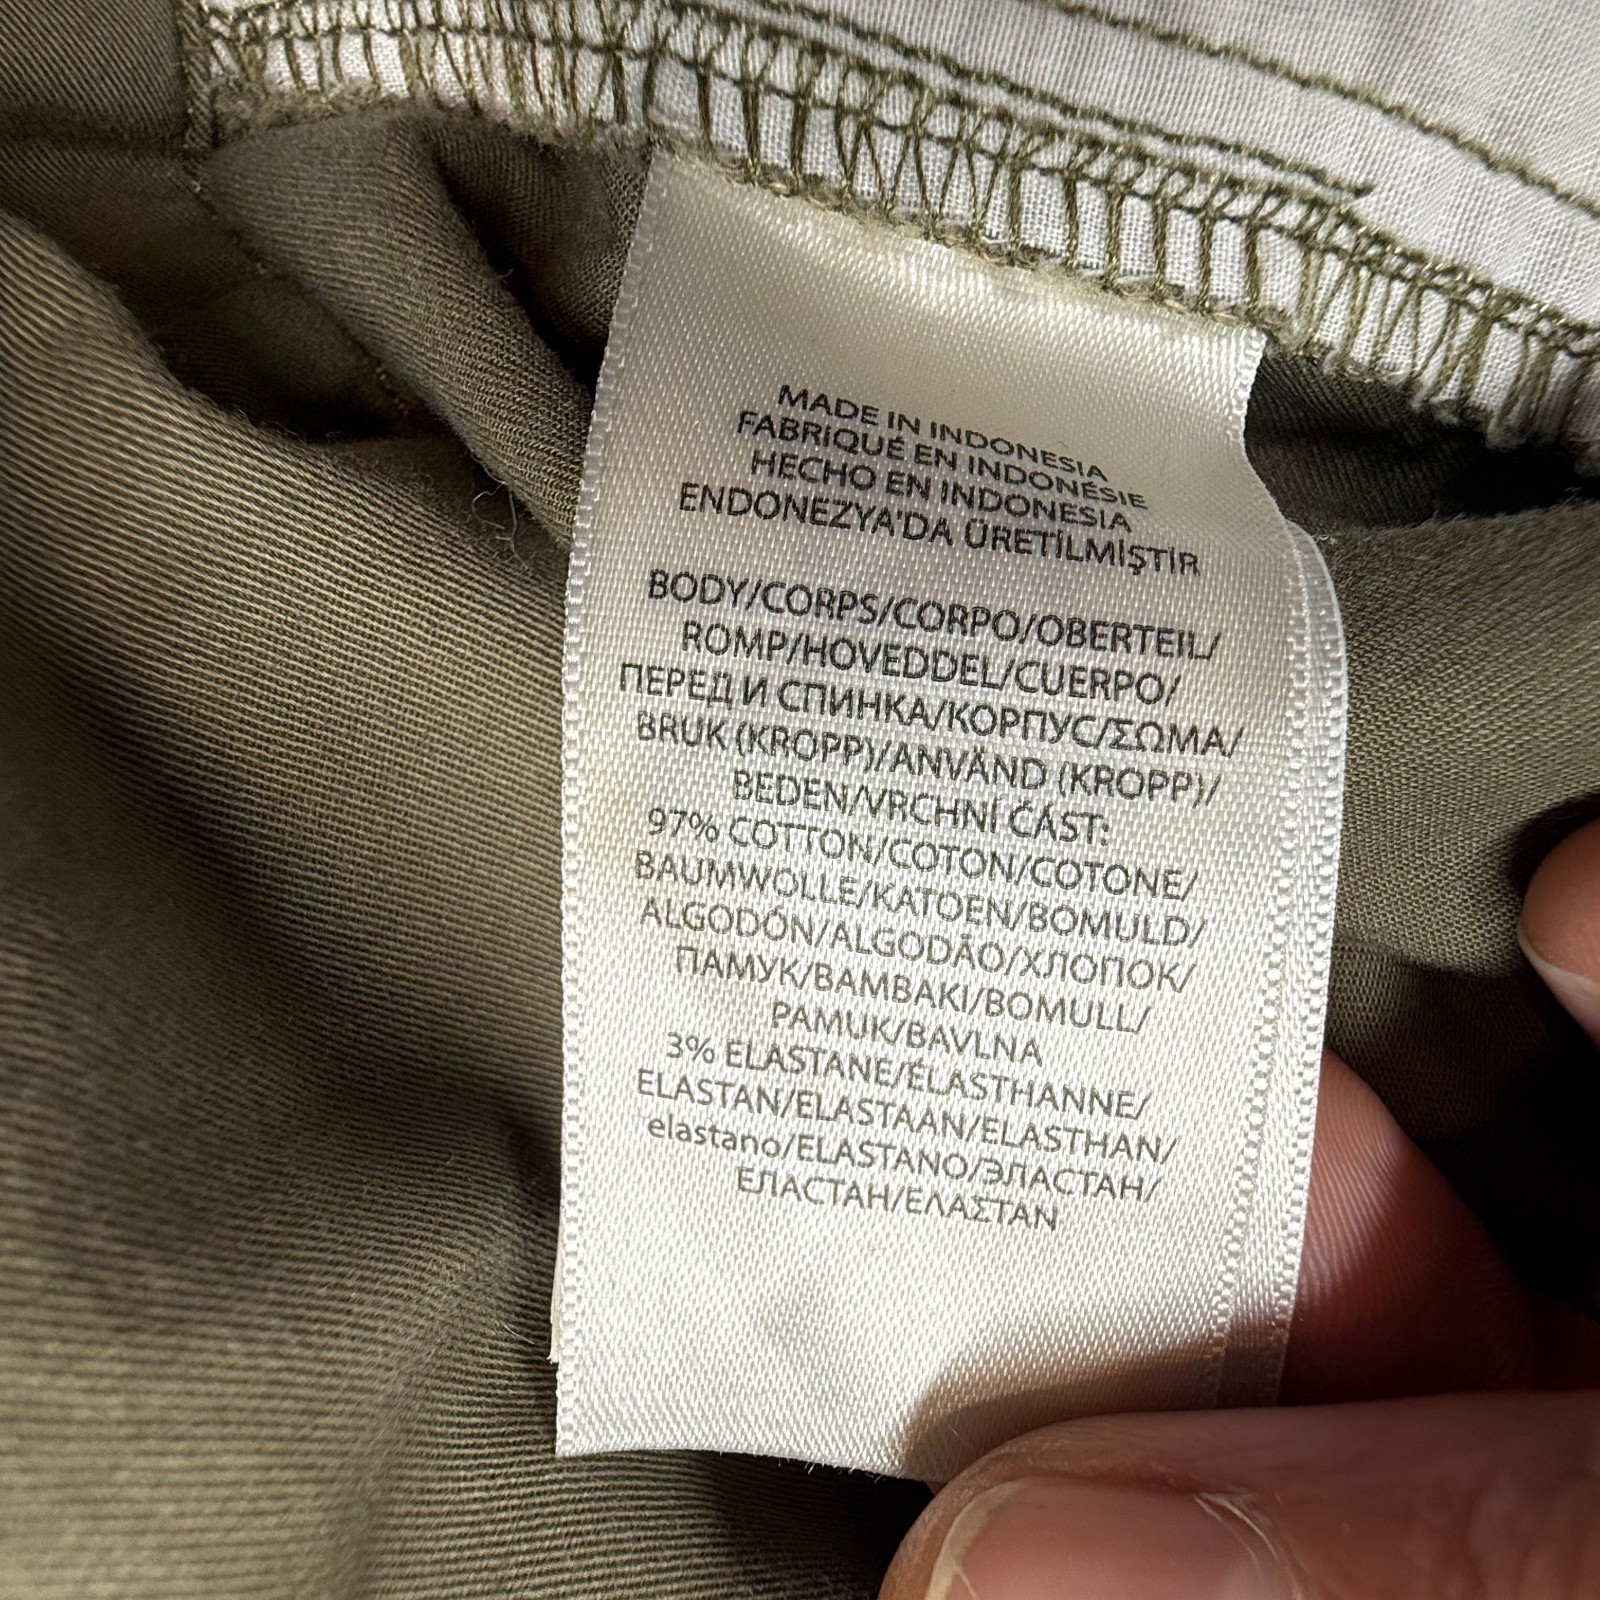 MADE IN INDONESIA
FABRIQUÉ EN INDONÉSIE
HECHO EN INDONESIA
ENDONEZYA'DA ÜRETİLMİŞTİR
BODY/CORPS/CORPO/OBERTEIL/
ROMP/HOVEDDEL/CUERPO/
ПЕРЕД И СПИНКА/КОРПУС/ΣΩΜΑ/
BRUK (KROPP)/ANVÄND (KROPP)/
BEDEN/VRCHNÍ ČÁST:
97% COTTON/COTON/COTONE/
BAUMWOLLE/KATOEN/BOMULD/
ALGODÓN/ALGODÃO/ХЛОПОК/
ПАМУК/BAMBAKI/BOMULL/
PAMUK/BAVLNA
3% ELASTANE/ÉLASTHANNE/
ELASTAN/ELASTAAN/ELASTHAN/
elastano/ELASTANO/ЭЛАСТАН/
ЕЛАСТАН/ΕΛΑΣΤΑΝ